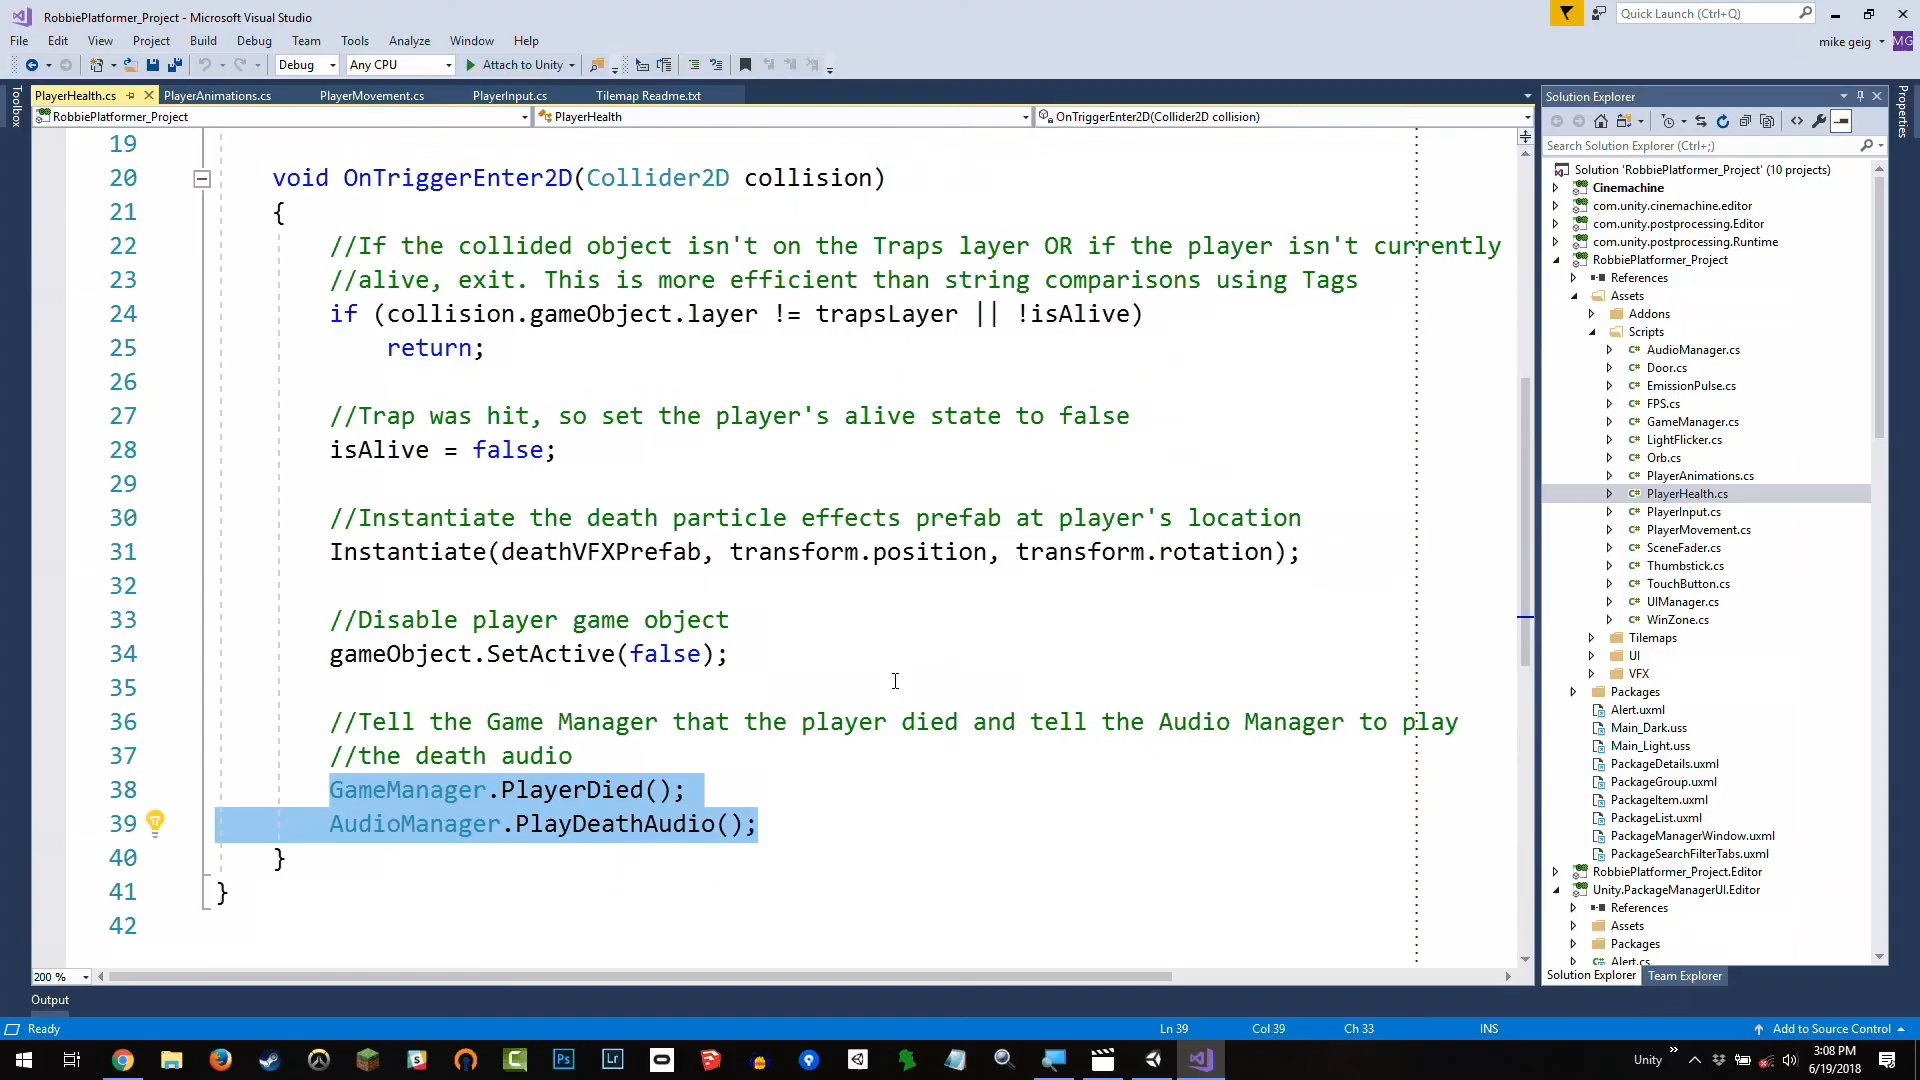 RobbiePlatformer_Project - Microsoft Visual Studio
Quick Launch (Ctrl+Q)
File Edit View Project Build Debug Team Tools Analyze Window Help
mike geig MG
Debug Any CPU Attach to Unity
Toolbox
PlayerHealth.cs PlayerAnimations.cs PlayerMovement.cs PlayerInput.cs Tilemap Readme.txt
RobbiePlatformer_Project PlayerHealth OnTriggerEnter2D(Collider2D collision)
19
20 void OnTriggerEnter2D(Collider2D collision)
21 {
22 //If the collided object isn't on the Traps layer OR if the player isn't currently
23 //alive, exit. This is more efficient than string comparisons using Tags
24 if (collision.gameObject.layer != trapsLayer || !isAlive)
25 return;
26
27 //Trap was hit, so set the player's alive state to false
28 isAlive = false;
29
30 //Instantiate the death particle effects prefab at player's location
31 Instantiate(deathVFXPrefab, transform.position, transform.rotation);
32
33 //Disable player game object
34 gameObject.SetActive(false);
35
36 //Tell the Game Manager that the player died and tell the Audio Manager to play
37 //the death audio
38 GameManager.PlayerDied();
39 AudioManager.PlayDeathAudio();
40 }
41 }
42
200 %
Solution Explorer
Properties
Search Solution Explorer (Ctrl+;)
Solution 'RobbiePlatformer_Project' (10 projects)
Cinemachine
com.unity.cinemachine.editor
com.unity.postprocessing.Editor
com.unity.postprocessing.Runtime
RobbiePlatformer_Project
References
Assets
Addons
Scripts
C# AudioManager.cs
C# Door.cs
C# EmissionPulse.cs
C# FPS.cs
C# GameManager.cs
C# LightFlicker.cs
C# Orb.cs
C# PlayerAnimations.cs
C# PlayerHealth.cs
C# PlayerInput.cs
C# PlayerMovement.cs
C# SceneFader.cs
C# Thumbstick.cs
C# TouchButton.cs
C# UIManager.cs
C# WinZone.cs
Tilemaps
UI
VFX
Packages
Alert.uxml
Main_Dark.uss
Main_Light.uss
PackageDetails.uxml
PackageGroup.uxml
PackageItem.uxml
PackageList.uxml
PackageManagerWindow.uxml
PackageSearchFilterTabs.uxml
RobbiePlatformer_Project.Editor
Unity.PackageManagerUI.Editor
References
Assets
Packages
C# Alert.cs
Solution Explorer Team Explorer
Output
Ready Ln 39 Col 39 Ch 33 INS Add to Source Control
Ps Lr Unity 3:08 PM
6/19/2018